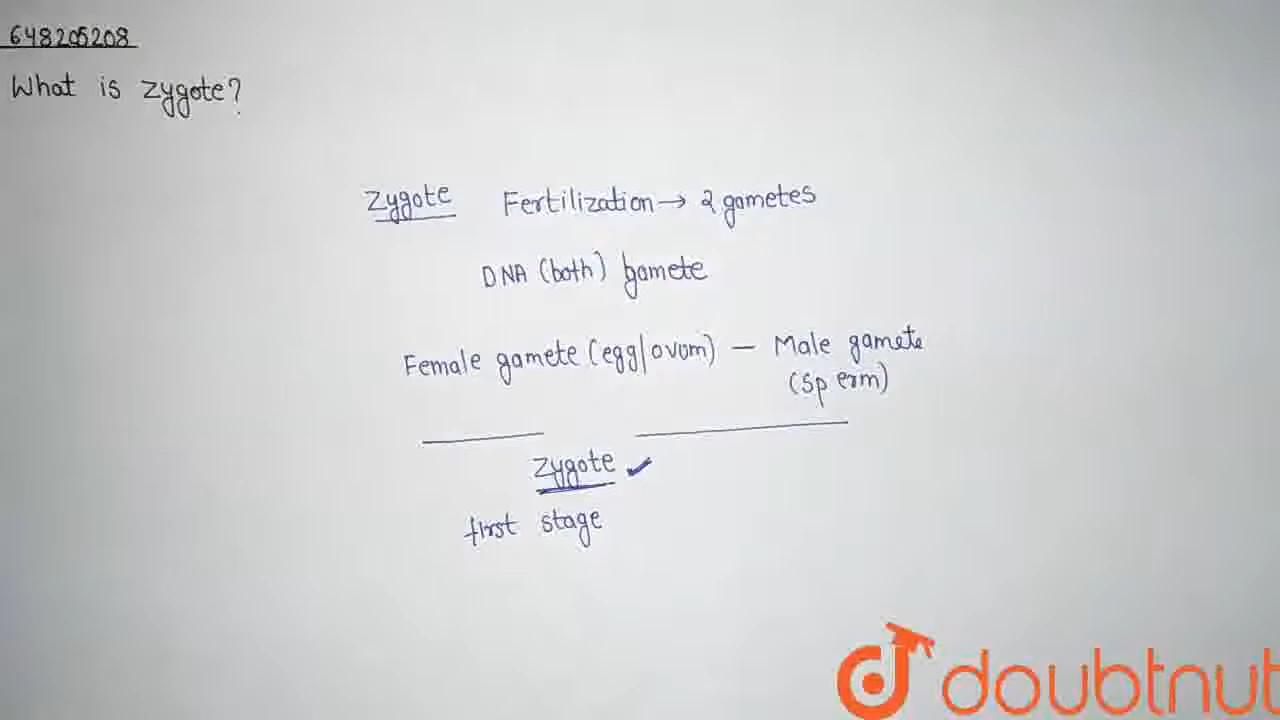 648205208
What is zygote?
Zygote Fertilization → 2 gametes
DNA (both) gamete
Female gamete (egg/ovum) — Male gamete
(Sperm)
Zygote ✓
first stage
doubtnut